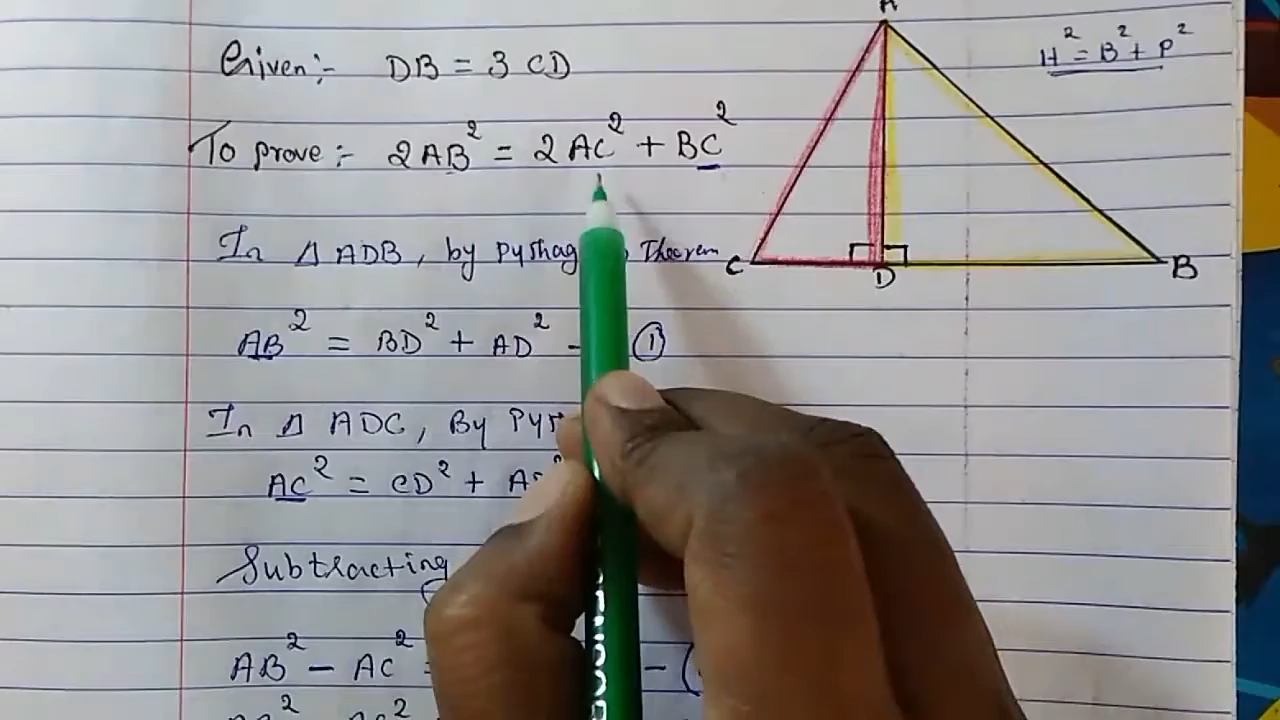 Given:- DB = 3 CD
H² = B² + P²
To prove:- 2AB² = 2AC² + BC²
A
C
D
B
In Δ ADB, by Theorem
AB² = BD² + AD² - ①
In Δ ADC, By
AC² = CD² +
Subtracting
AB² - AC² = - (